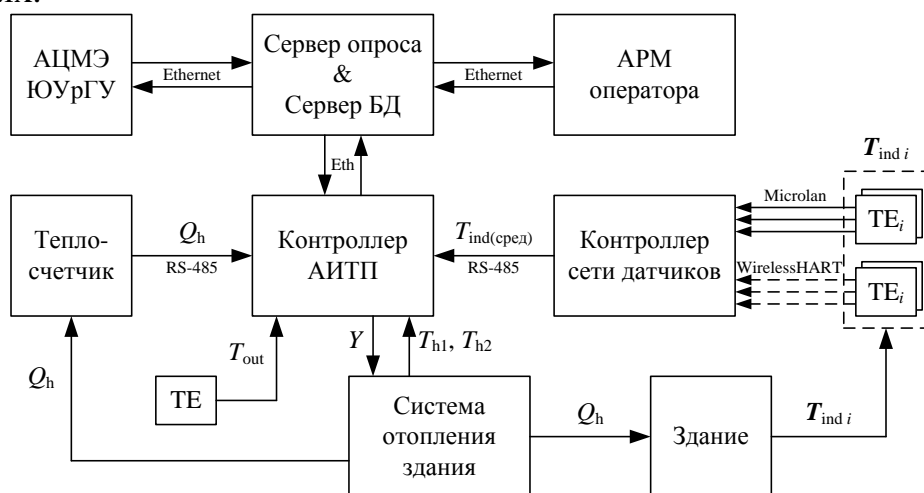 АЦМЭ
ЮУрГУ
Ethernet
Сервер опроса
&
Сервер БД
Ethernet
АРМ
оператора
Eth
T_ind i
Тепло-
счетчик
Q_h
RS-485
Контроллер
АИТП
T_ind(сред)
RS-485
Контроллер
сети датчиков
Microlan
TE_i
WirelessHART
TE_i
Q_h
T_out
TE
Y
T_h1, T_h2
Система
отопления
здания
Q_h
Здание
T_ind i